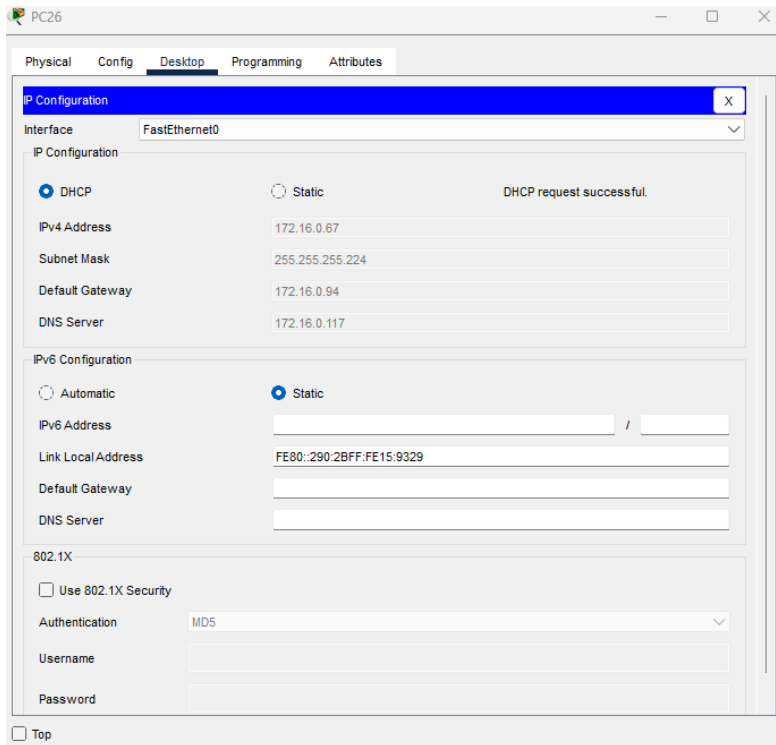 PC26
Physical Config Desktop Programming Attributes
IP Configuration X
Interface FastEthernet0
IP Configuration
DHCP Static DHCP request successful.
IPv4 Address 172.16.0.67
Subnet Mask 255.255.255.224
Default Gateway 172.16.0.94
DNS Server 172.16.0.117
IPv6 Configuration
Automatic Static
IPv6 Address /
Link Local Address FE80::290:2BFF:FE15:9329
Default Gateway
DNS Server
802.1X
Use 802.1X Security
Authentication MD5
Username
Password
Top